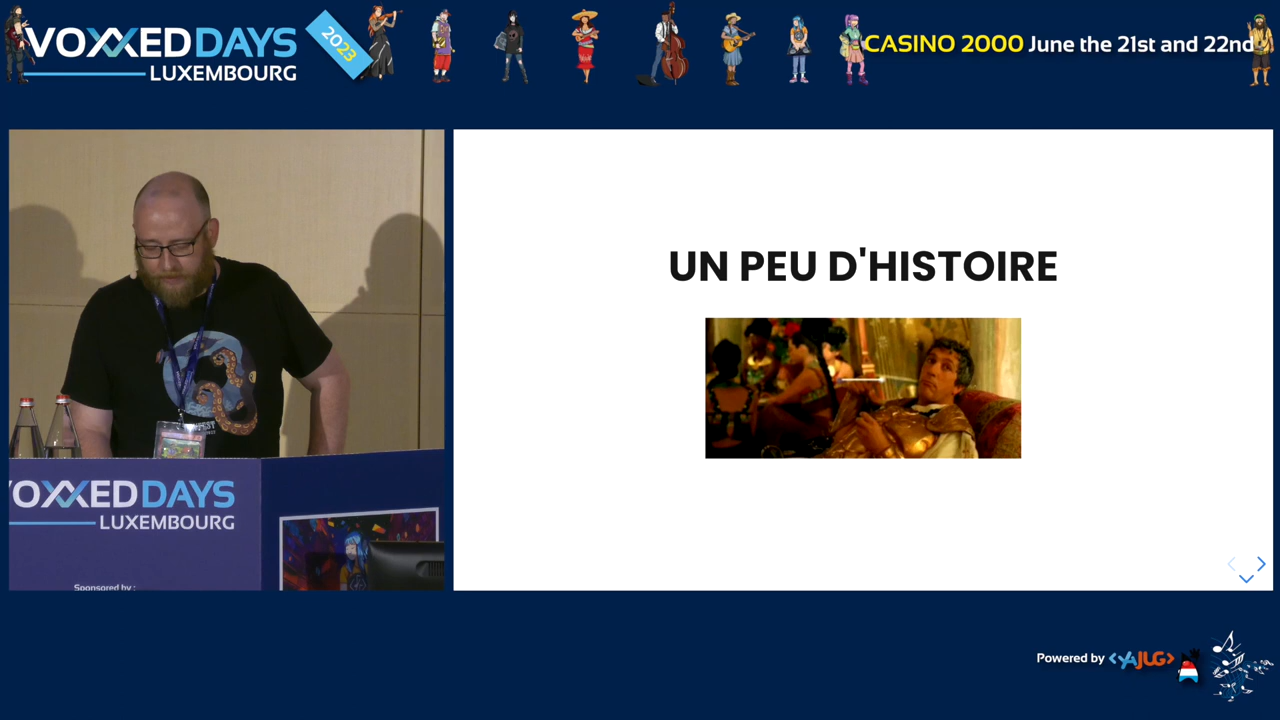 VOXXED DAYS
LUXEMBOURG
2023
CASINO 2000 June the 21st and 22nd
UN PEU D'HISTOIRE
VOXXED DAYS
LUXEMBOURG
Sponsored by :
Powered by <YAJUG>